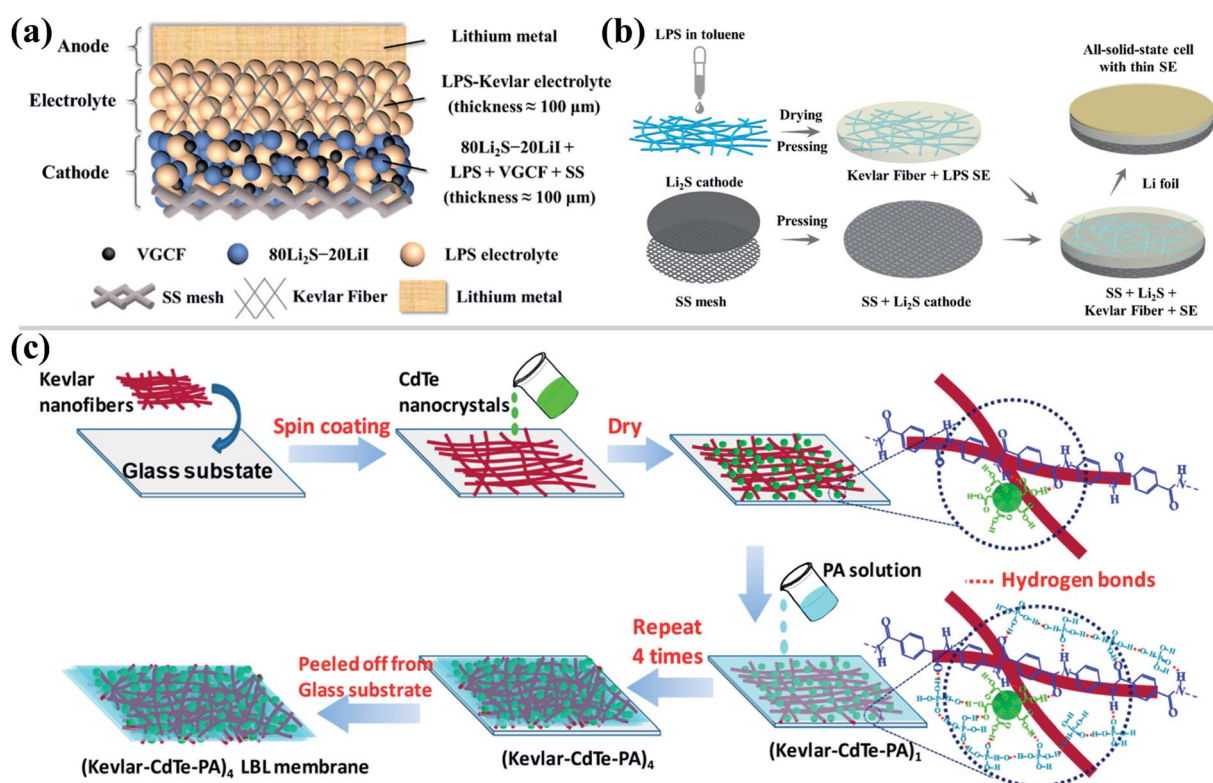 (a)
Anode
Electrolyte
Cathode
Lithium metal
LPS-Kevlar electrolyte
(thickness ≈ 100 μm)
80Li₂S−20LiI +
LPS + VGCF + SS
(thickness ≈ 100 μm)
VGCF
80Li₂S−20LiI
LPS electrolyte
SS mesh
Kevlar Fiber
Lithium metal
(b)
LPS in toluene
Drying
Pressing
Kevlar Fiber + LPS SE
All-solid-state cell
with thin SE
Li₂S cathode
Pressing
SS mesh
SS + Li₂S cathode
Li foil
SS + Li₂S +
Kevlar Fiber + SE
(c)
Kevlar
nanofibers
Glass substate
Spin coating
CdTe
nanocrystals
Dry
PA solution
Hydrogen bonds
Repeat
4 times
Peeled off from
Glass substrate
(Kevlar-CdTe-PA)₁
(Kevlar-CdTe-PA)₄
(Kevlar-CdTe-PA)₄ LBL membrane